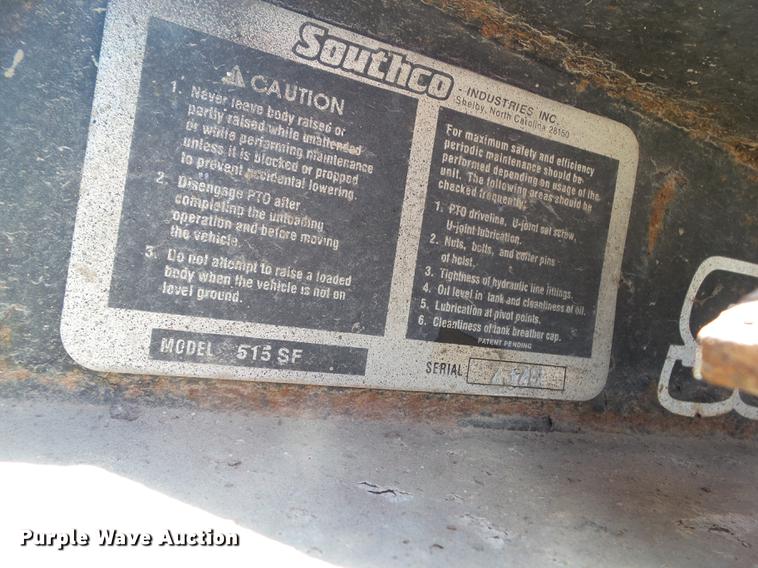 Southco
- INDUSTRIES INC.
Shelby, North Carolina 28150
CAUTION
1. Never leave body raised or
partly raised while unattended
or while performing maintenance
unless it is blocked or propped
to prevent accidental lowering.
2. Disengage PTO after
completing the unloading
operation and before moving
the vehicle.
3. Do not attempt to raise a loaded
body when the vehicle is not on
level ground.
MODEL 515 SF
For maximum safety and efficiency
periodic maintenance should be
performed depending on usage of the
unit. The following areas should be
checked frequently:
1. PTO driveline, U-joint set screw,
U-joint lubrication.
2. Nuts, bolts, and cotter pins
of hoist.
3. Tightness of hydraulic line fittings.
4. Oil level in tank and cleanliness of oil.
5. Lubrication at pivot points.
6. Cleanliness of tank breather cap.
PATENT PENDING
SERIAL
Purple Wave Auction